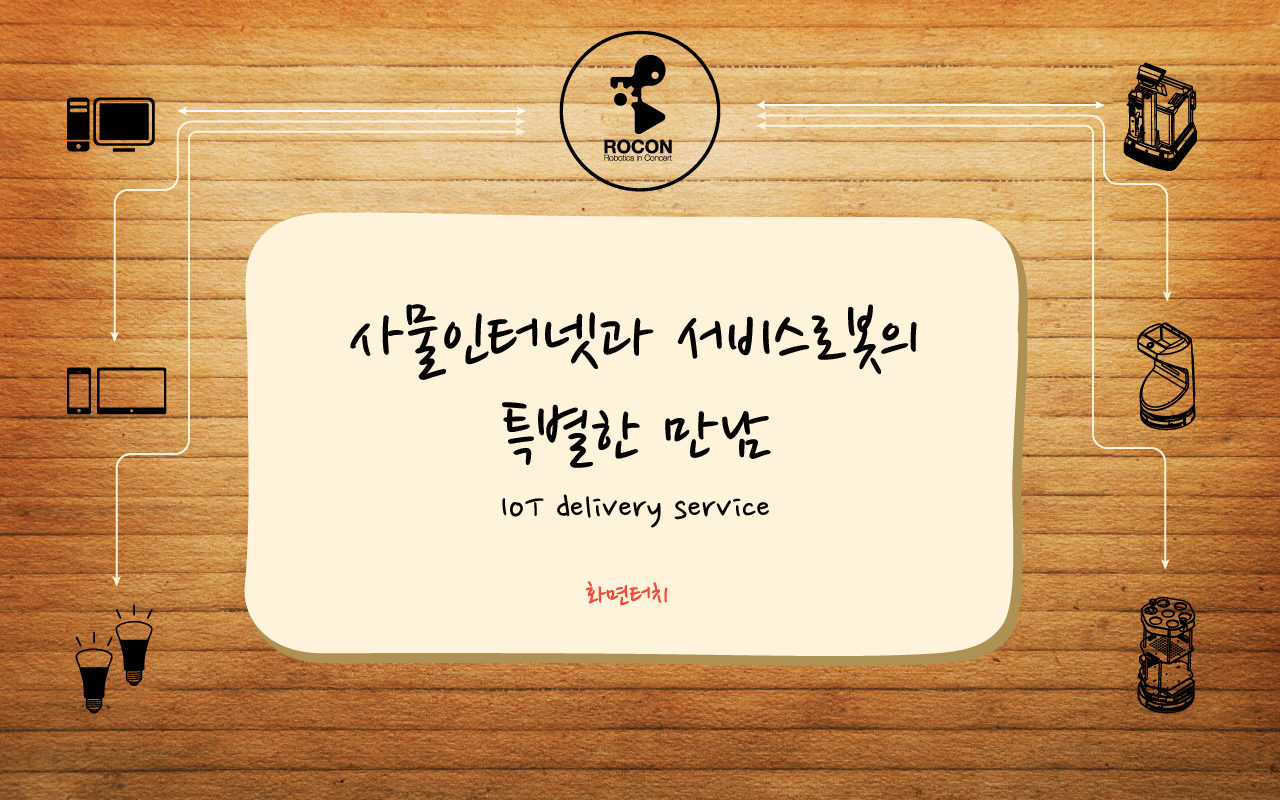 ROCON
Robotics in Concert
사물인터넷과 서비스로봇의
특별한 만남
IoT delivery service
화면터치